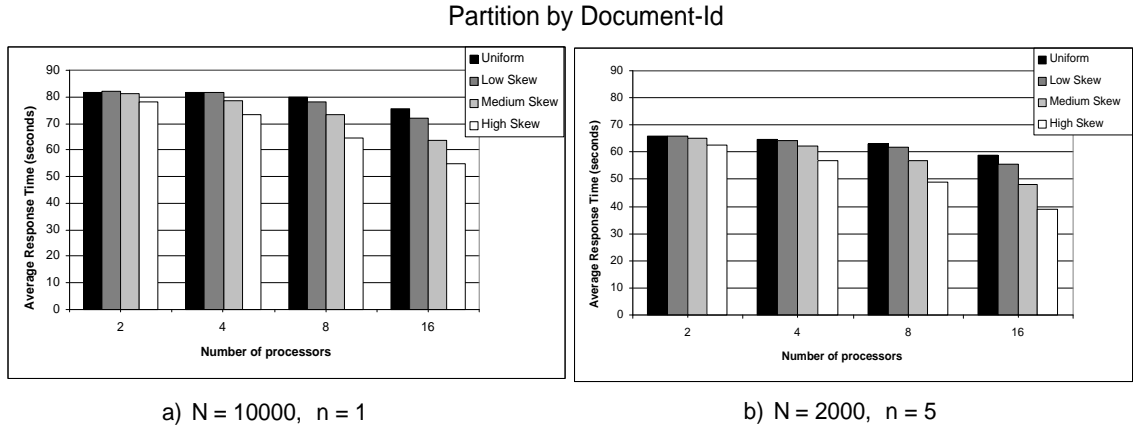 Partition by Document-Id
Uniform
Low Skew
Medium Skew
High Skew
90
80
70
60
50
40
30
20
10
0
Average Response Time (seconds)
2 4 8 16
Number of processors
a) N = 10000, n = 1
Uniform
Low Skew
Medium Skew
High Skew
90
80
70
60
50
40
30
20
10
0
Average Response Time (seconds)
2 4 8 16
Number of processors
b) N = 2000, n = 5